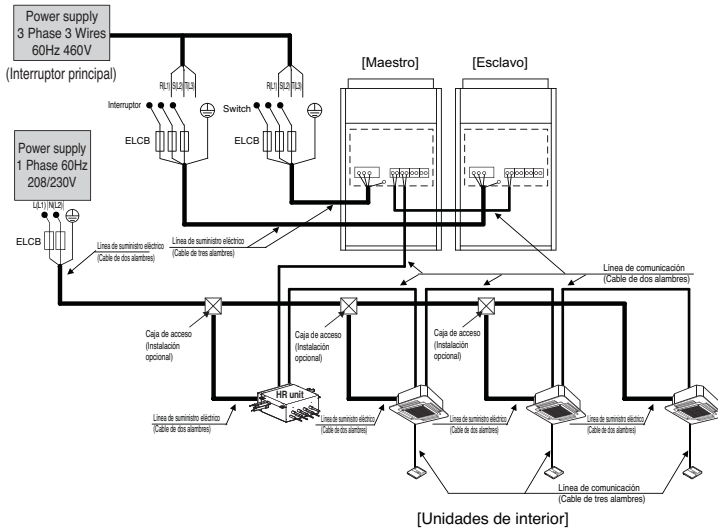 Power supply
3 Phase 3 Wires
60Hz 460V
(Interruptor principal)
R(L1) S(L2) T(L3)
R(L1) S(L2) T(L3)
[Maestro]
[Esclavo]
Interruptor
Switch
ELCB
ELCB
Power supply
1 Phase 60Hz
208/230V
L(L1) N(L2)
ELCB
Línea de suministro eléctrico
(Cable de dos alambres)
Línea de suministro eléctrico
(Cable de tres alambres)
Línea de comunicación
(Cable de dos alambres)
Caja de acceso
(Instalación
opcional)
Caja de acceso
(Instalación
opcional)
Caja de acceso
(Instalación
opcional)
HR unit
Línea de suministro eléctrico
(Cable de dos alambres)
Línea de suministro eléctrico
(Cable de dos alambres)
Línea de suministro eléctrico
(Cable de dos alambres)
Línea de suministro eléctrico
(Cable de dos alambres)
Línea de comunicación
(Cable de tres alambres)
[Unidades de interior]